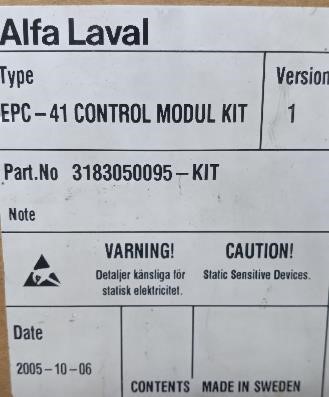 Alfa Laval
Type
Version
EPC-41 CONTROL MODUL KIT
1
Part.No 3183050095-KIT
Note
VARNING!
CAUTION!
Detaljer känsliga för
statisk elektricitet.
Static Sensitive Devices.
Date
2005-10-06
CONTENTS MADE IN SWEDEN